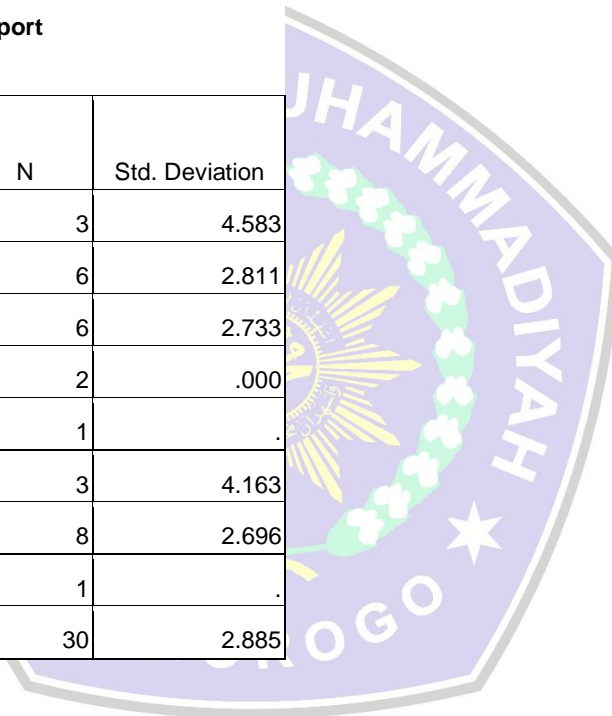 port
N Std. Deviation
3 4.583
6 2.811
6 2.733
2 .000
1 .
3 4.163
8 2.696
1 .
30 2.885
UHAMMADIYAH
OROGO